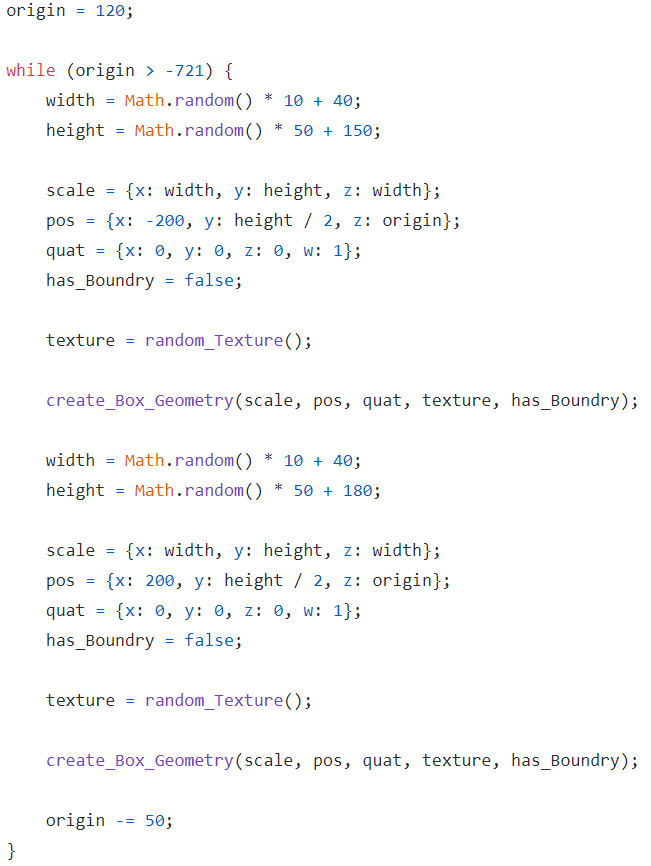 origin = 120;
while (origin > -721) {
width = Math.random() * 10 + 40;
height = Math.random() * 50 + 150;
scale = {x: width, y: height, z: width};
pos = {x: -200, y: height / 2, z: origin};
quat = {x: 0, y: 0, z: 0, w: 1};
has_Boundry = false;
texture = random_Texture();
create_Box_Geometry(scale, pos, quat, texture, has_Boundry);
width = Math.random() * 10 + 40;
height = Math.random() * 50 + 180;
scale = {x: width, y: height, z: width};
pos = {x: 200, y: height / 2, z: origin};
quat = {x: 0, y: 0, z: 0, w: 1};
has_Boundry = false;
texture = random_Texture();
create_Box_Geometry(scale, pos, quat, texture, has_Boundry);
origin -= 50;
}